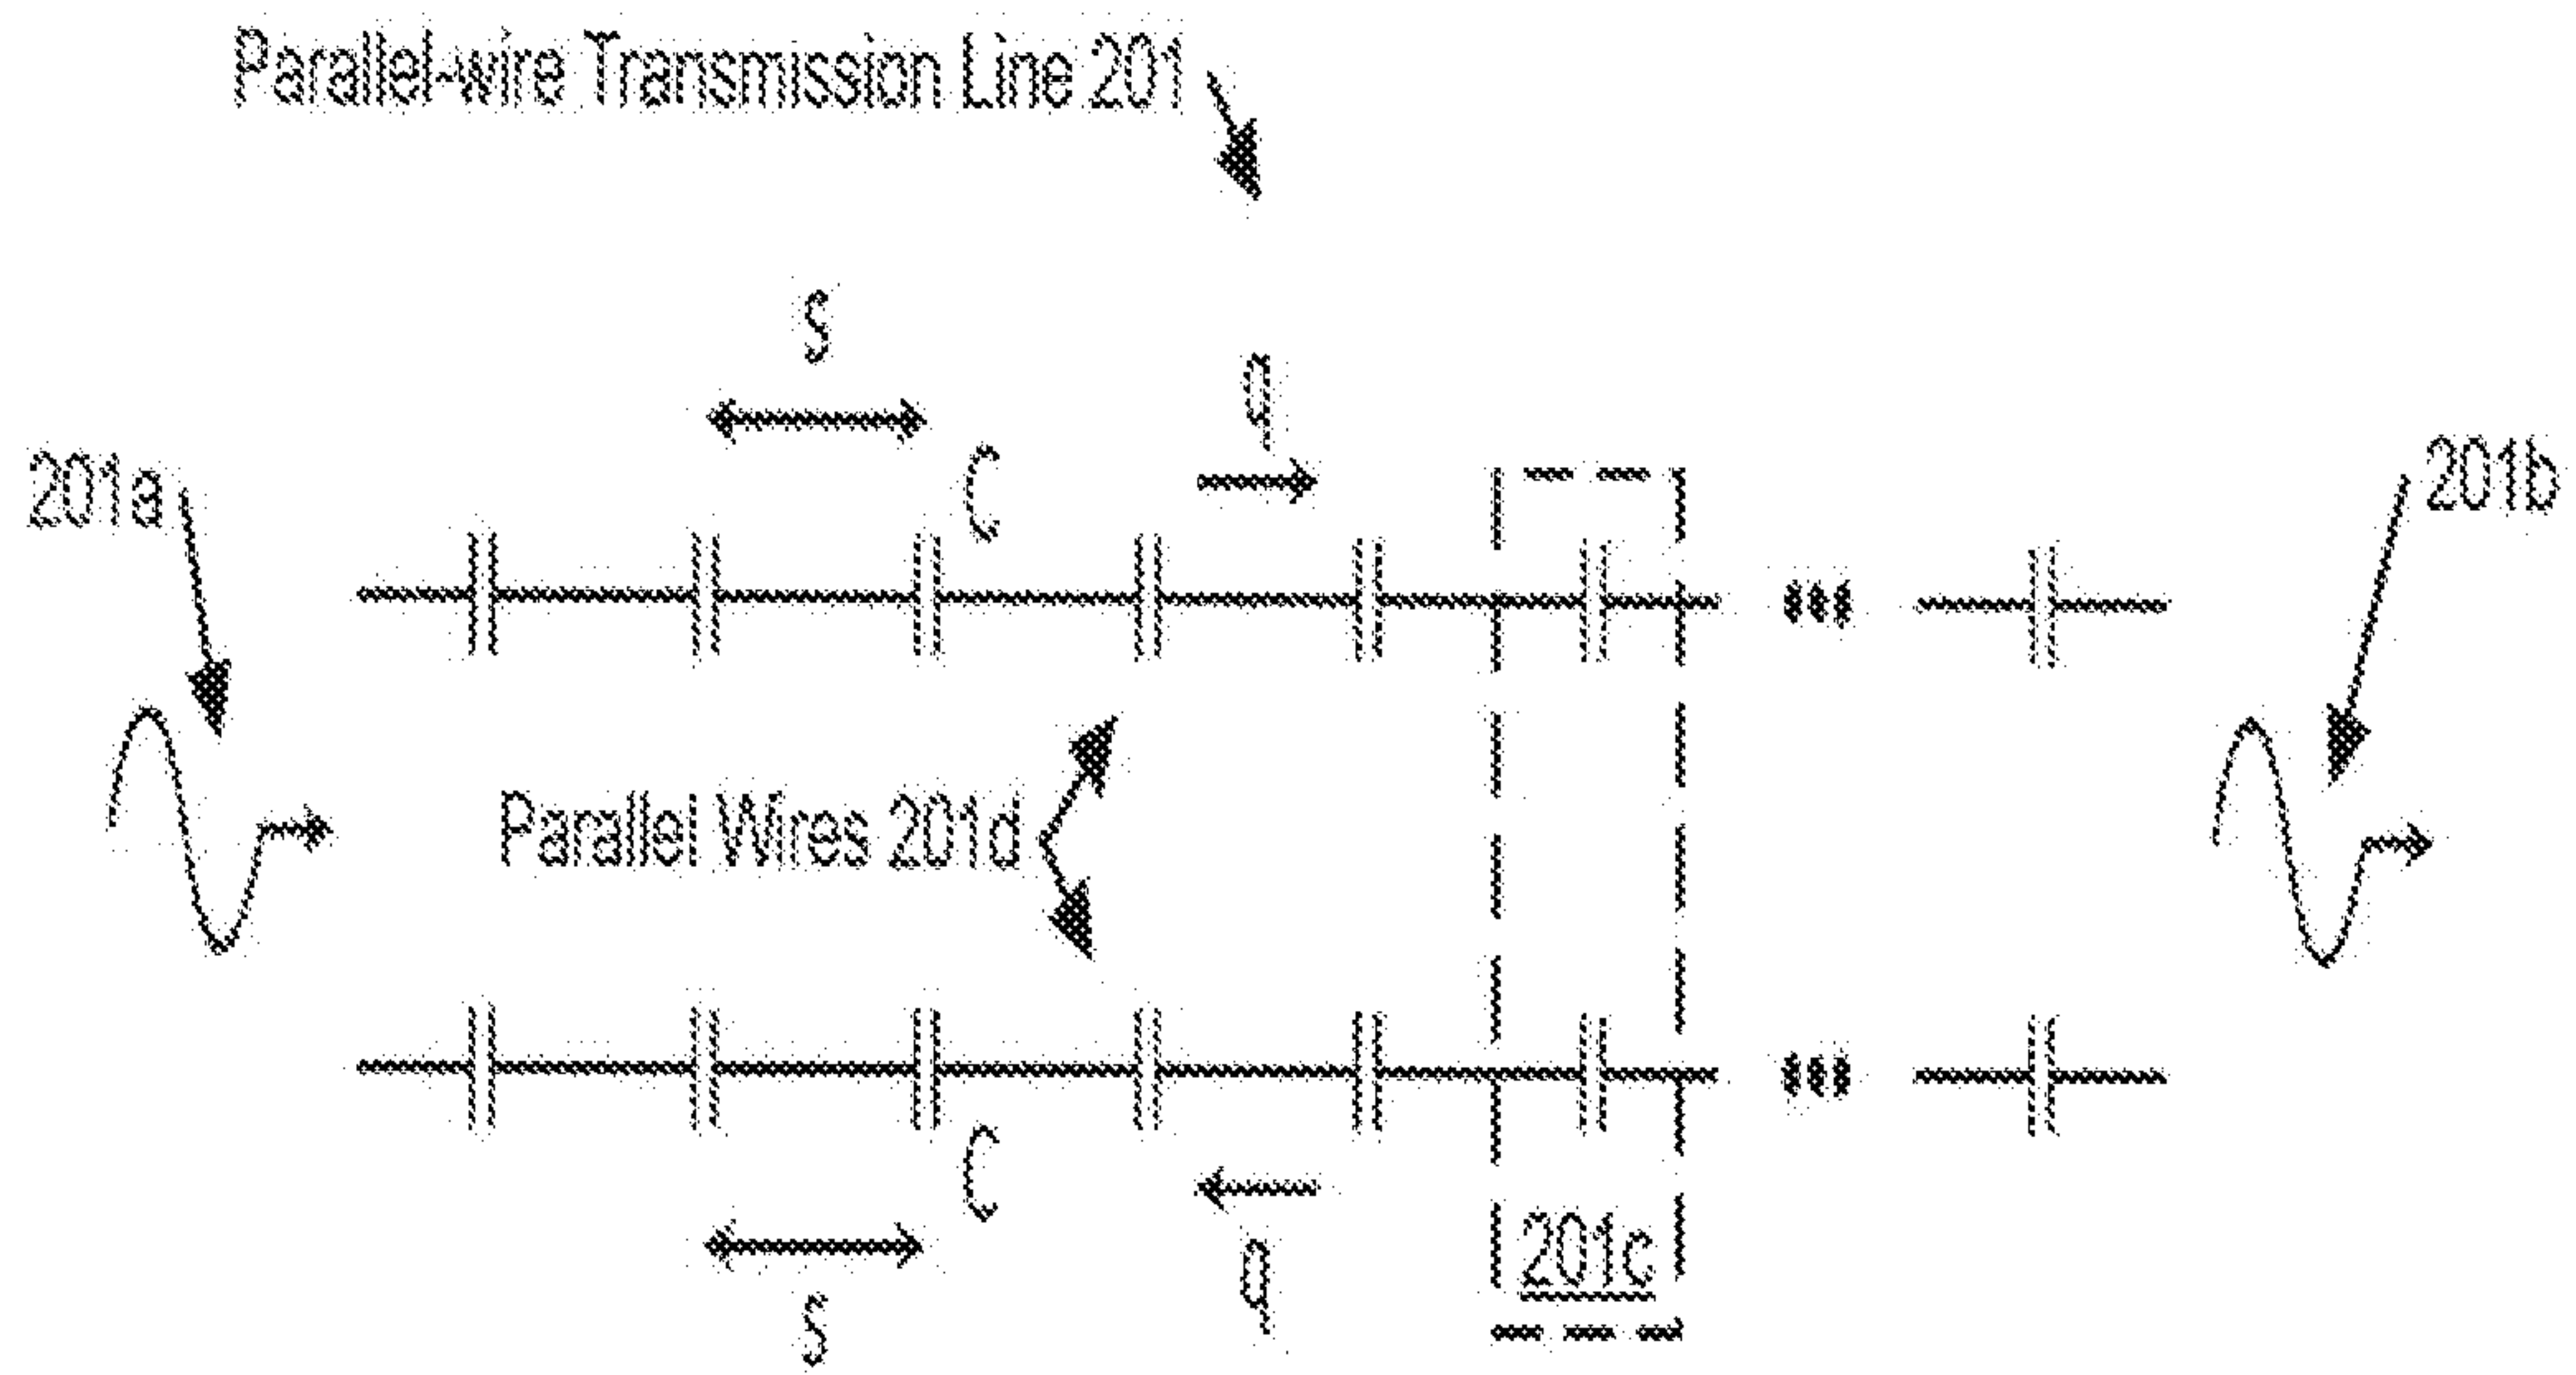 Parallel-wire Transmission Line 201
s
q
201a
C
201b
Parallel Wires 201d
C
201c
s
q